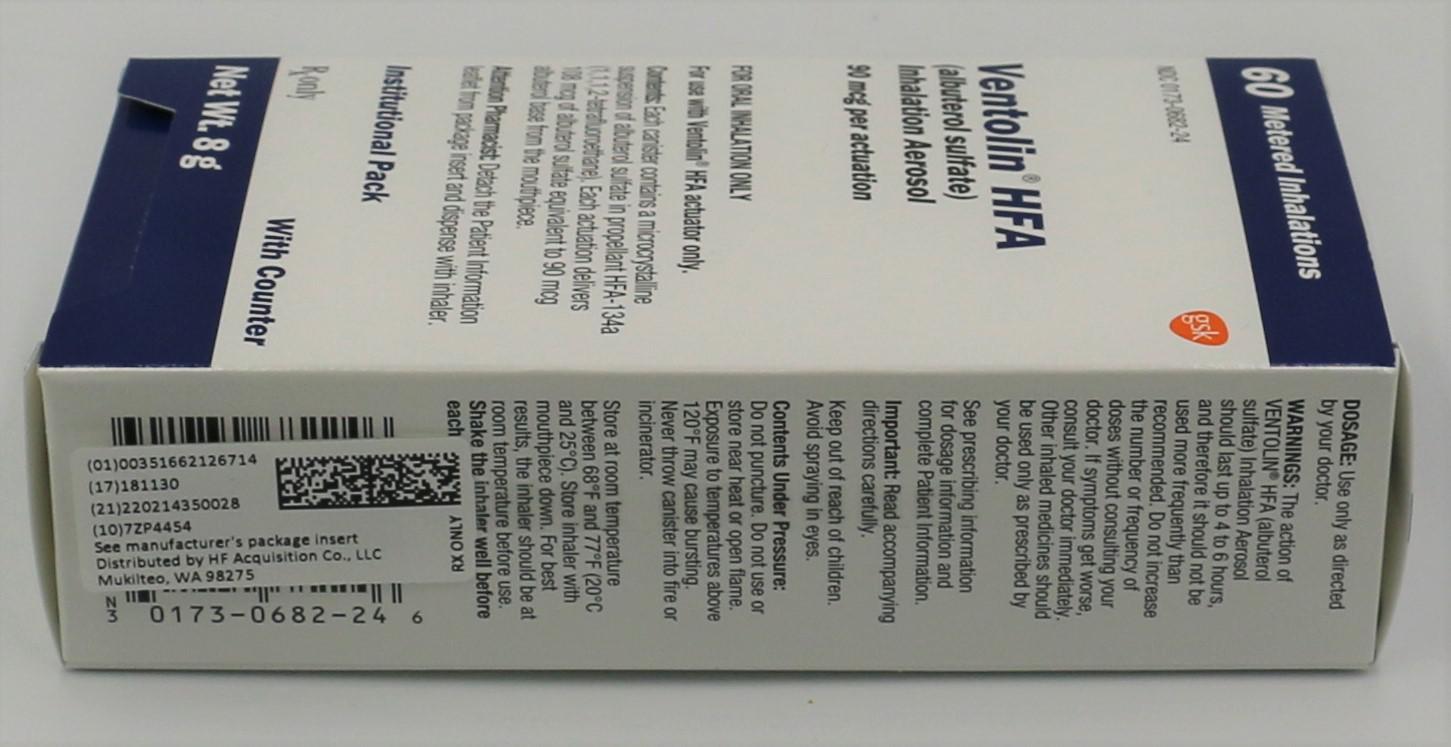 60 Metered Inhalations
NDC 0173-0682-24
gsk
Ventolin® HFA
(albuterol sulfate)
Inhalation Aerosol
90 mcg per actuation
FOR ORAL INHALATION ONLY
For use with Ventolin® HFA actuator only.
Contents: Each canister contains a microcrystalline
suspension of albuterol sulfate in propellant HFA-134a
(1,1,1,2-tetrafluoroethane). Each actuation delivers
108 mcg of albuterol sulfate equivalent to 90 mcg
albuterol base from the mouthpiece.
Attention Pharmacist: Detach the Patient Information
leaflet from package insert and dispense with inhaler.
Institutional Pack
Rx only
With Counter
Net Wt. 8 g
DOSAGE: Use only as directed
by your doctor.
WARNINGS: The action of
VENTOLIN® HFA (albuterol
sulfate) Inhalation Aerosol
should last up to 4 to 6 hours,
and therefore it should not be
used more frequently than
recommended. Do not increase
the number or frequency of
doses without consulting your
doctor. If symptoms get worse,
consult your doctor immediately.
Other inhaled medicines should
be used only as prescribed by
your doctor.
See prescribing information
for dosage information and
complete Patient Information.
Important: Read accompanying
directions carefully.
Keep out of reach of children.
Avoid spraying in eyes.
Contents Under Pressure:
Do not puncture. Do not use or
store near heat or open flame.
Exposure to temperatures above
120°F may cause bursting.
Never throw canister into fire or
incinerator.
Store at room temperature
between 68°F and 77°F (20°C
and 25°C). Store inhaler with
mouthpiece down. For best
results, the inhaler should be at
room temperature before use.
Shake the inhaler well before
each
(01)00351662126714
(17)181130
(21)220214350028
(10)7ZP4454
See manufacturer's package insert
Distributed by HF Acquisition Co., LLC
Mukilteo, WA 98275
RX ONLY
N3 0173-0682-24 6